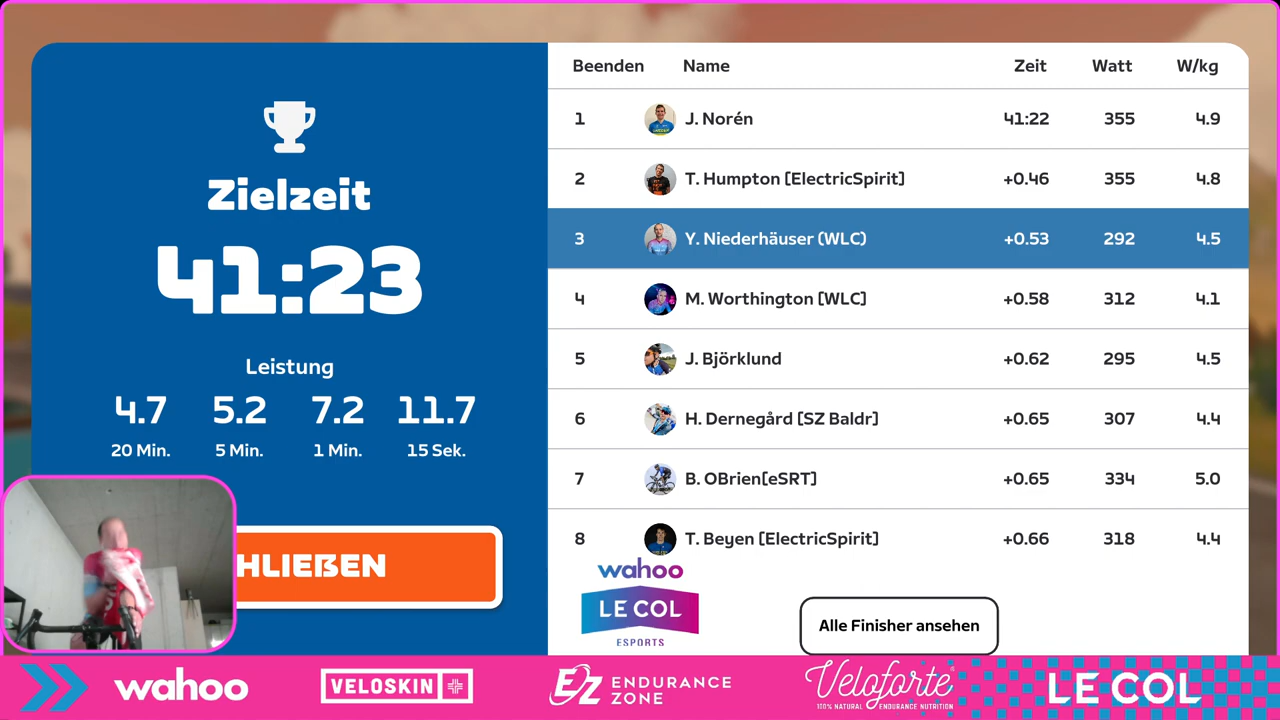 Zielzeit
41:23
Leistung
4.7 5.2 7.2 11.7
20 Min. 5 Min. 1 Min. 15 Sek.
HLIEẞEN
Beenden Name Zeit Watt W/kg
1 J. Norén 41:22 355 4.9
2 T. Humpton [ElectricSpirit] +0.46 355 4.8
3 Y. Niederhäuser (WLC) +0.53 292 4.5
4 M. Worthington [WLC] +0.58 312 4.1
5 J. Björklund +0.62 295 4.5
6 H. Dernegård [SZ Baldr] +0.65 307 4.4
7 B. OBrien[eSRT] +0.65 334 5.0
8 T. Beyen [ElectricSpirit] +0.66 318 4.4
wahoo
LE COL
ESPORTS
Alle Finisher ansehen
wahoo
VELOSKIN
EZ ENDURANCE
ZONE
Veloforte
100% NATURAL ENDURANCE NUTRITION
LE COL